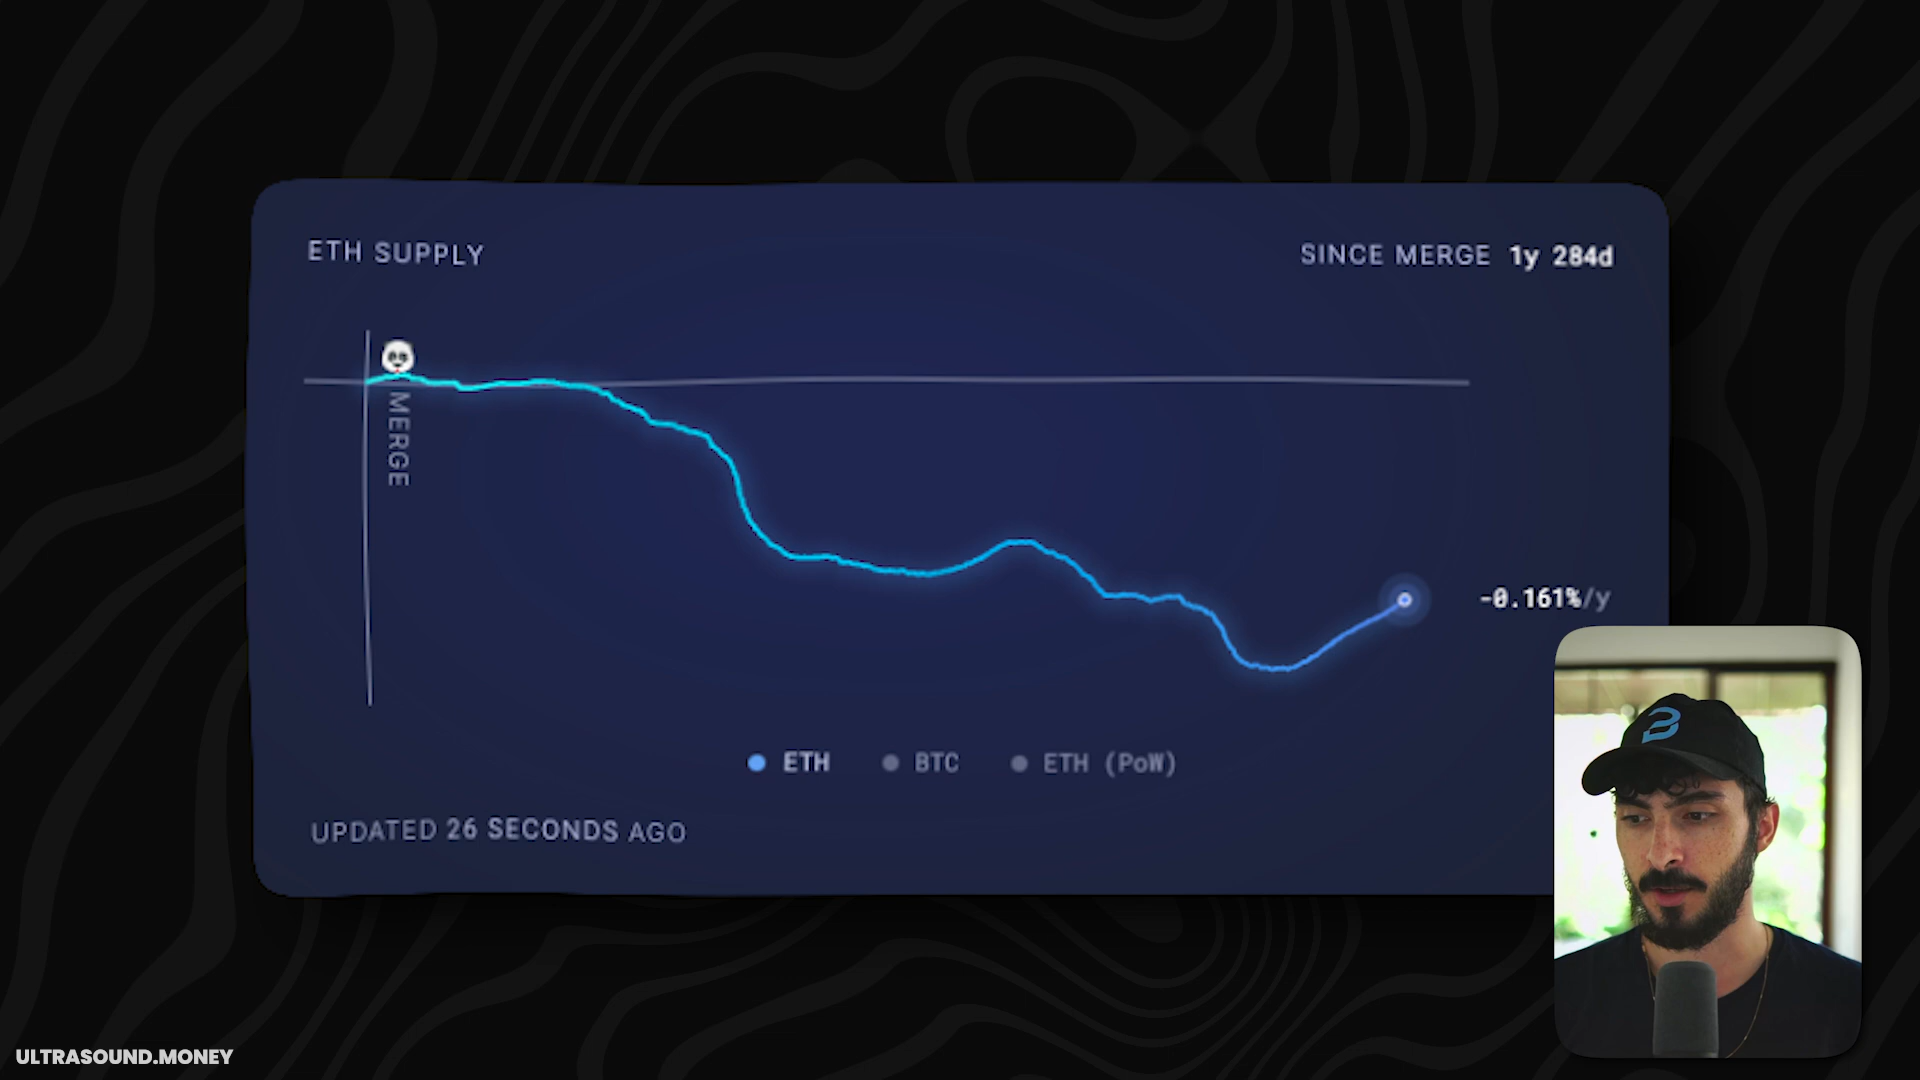 ETH SUPPLY
SINCE MERGE 1y 284d
MERGE
-0.161%/y
ETH
BTC
ETH (PoW)
UPDATED 26 SECONDS AGO
ULTRASOUND.MONEY